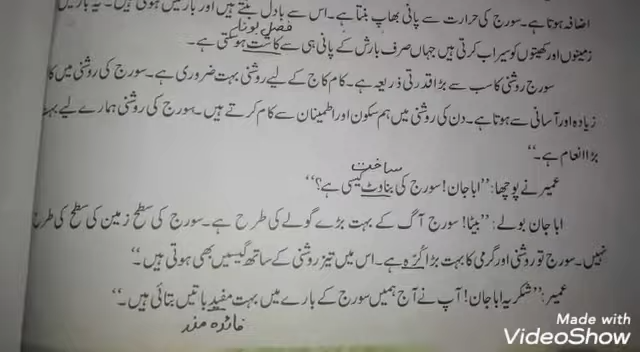 اضافہ ہوتا ہے۔ سورج کی حرارت سے پانی بھاپ بنتا ہے۔ اس سے بادل بنتے ہیں اور بارشیں ہوتی ہیں۔ یہ بارشیں
فصل بونا
زمینوں اور کھیتوں کو سیراب کرتی ہیں جہاں صرف بارش کے پانی ہی سے کاشت ہو سکتی ہے۔
سورج روشنی کا سب سے بڑا قدرتی ذریعہ ہے۔ کام کاج کے لیے روشنی بہت ضروری ہے۔ سورج کی روشنی میں
زیادہ اور آسانی سے ہوتا ہے۔ دن کی روشنی میں ہم سکون اور اطمینان سے کام کرتے ہیں۔ سورج کی روشنی ہمارے لیے بہت
بڑا انعام ہے۔“
ساخت
عمیر نے پوچھا: ”ابا جان! سورج کی بناوٹ کیسی ہے؟“
ابا جان بولے: ”بیٹا! سورج آگ کے بہت بڑے گولے کی طرح ہے۔ سورج کی سطح زمین کی سطح کی طرح
نہیں۔ سورج تو روشنی اور گرمی کا بہت بڑا کُرّہ ہے۔ اس میں تیز روشنی کے ساتھ گیسیں بھی ہوتی ہیں۔“
عمیر: ”شکریہ ابا جان! آپ نے آج ہمیں سورج کے بارے میں بہت مفید باتیں بتائی ہیں۔“
فائدہ مند
Made with
VideoShow